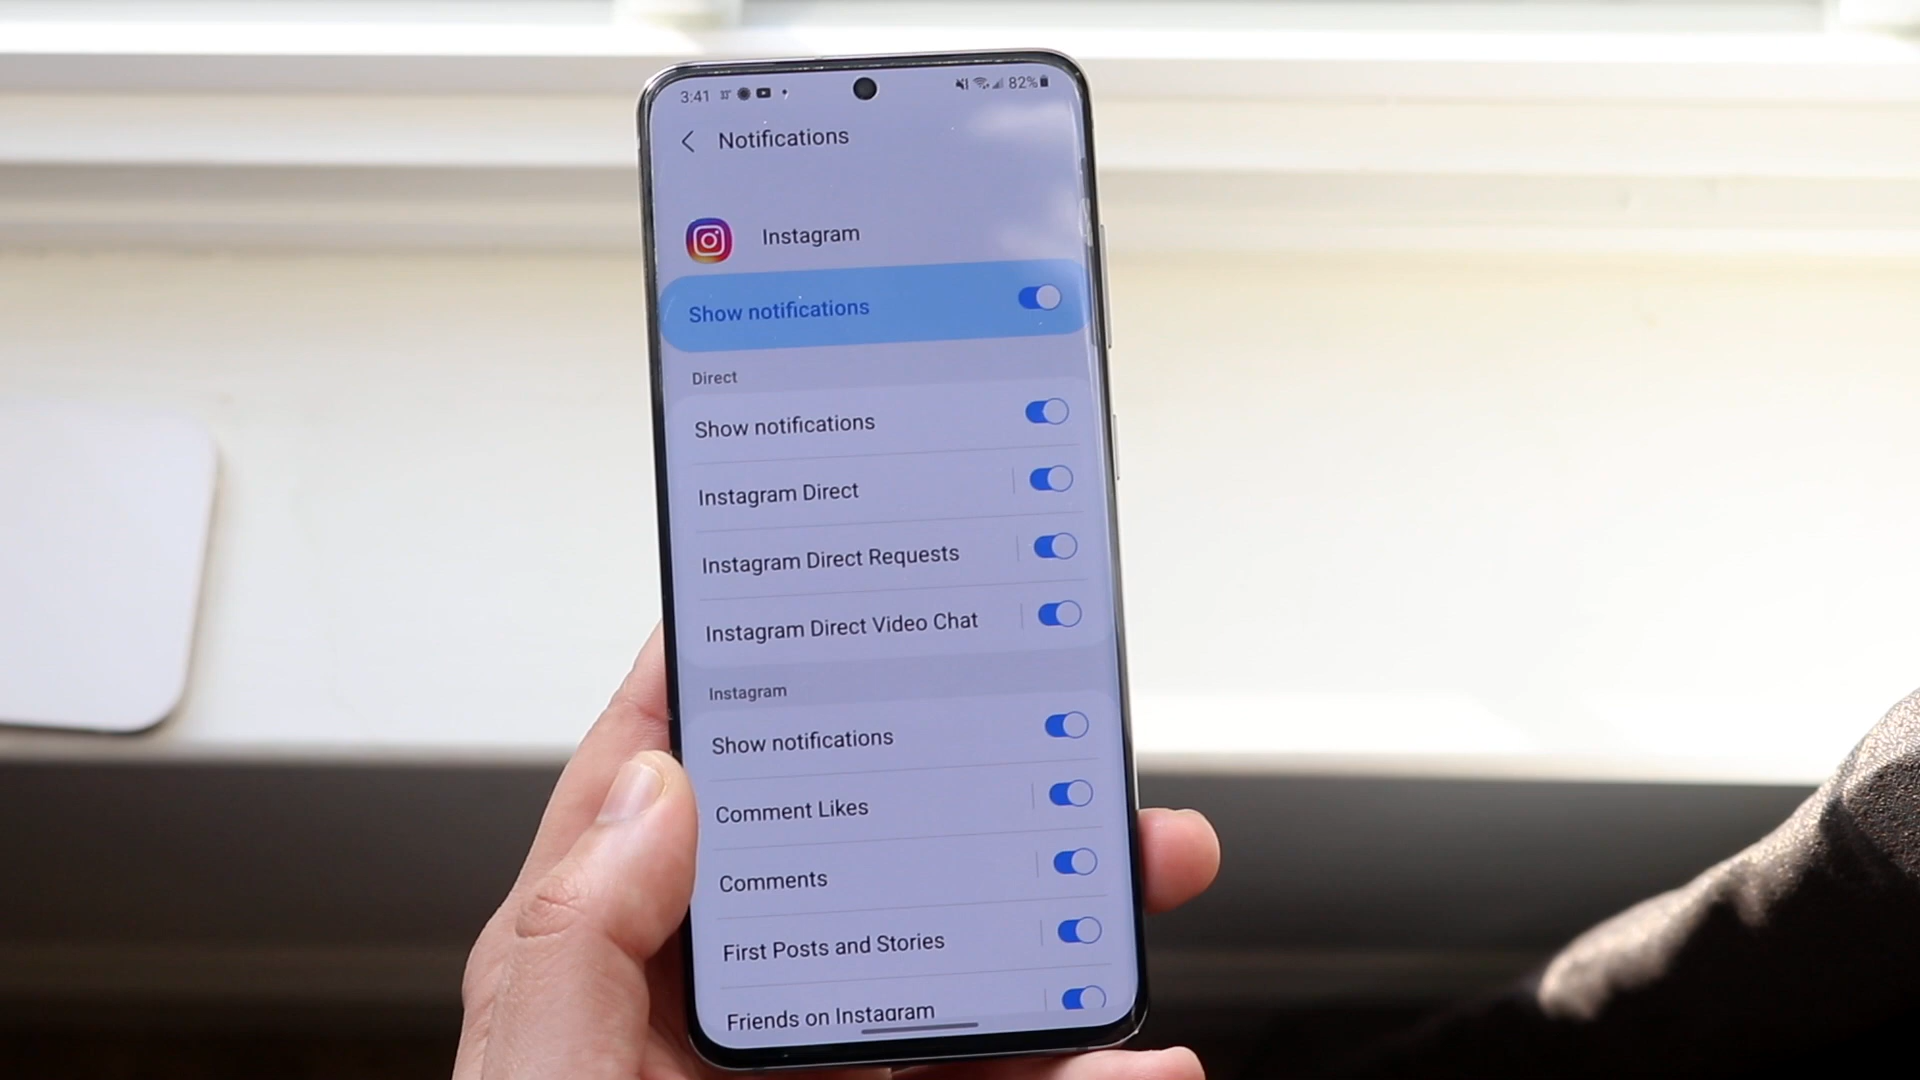 3:41 33° 82%
Notifications
Instagram
Show notifications
Direct
Show notifications
Instagram Direct
Instagram Direct Requests
Instagram Direct Video Chat
Instagram
Show notifications
Comment Likes
Comments
First Posts and Stories
Friends on Instagram